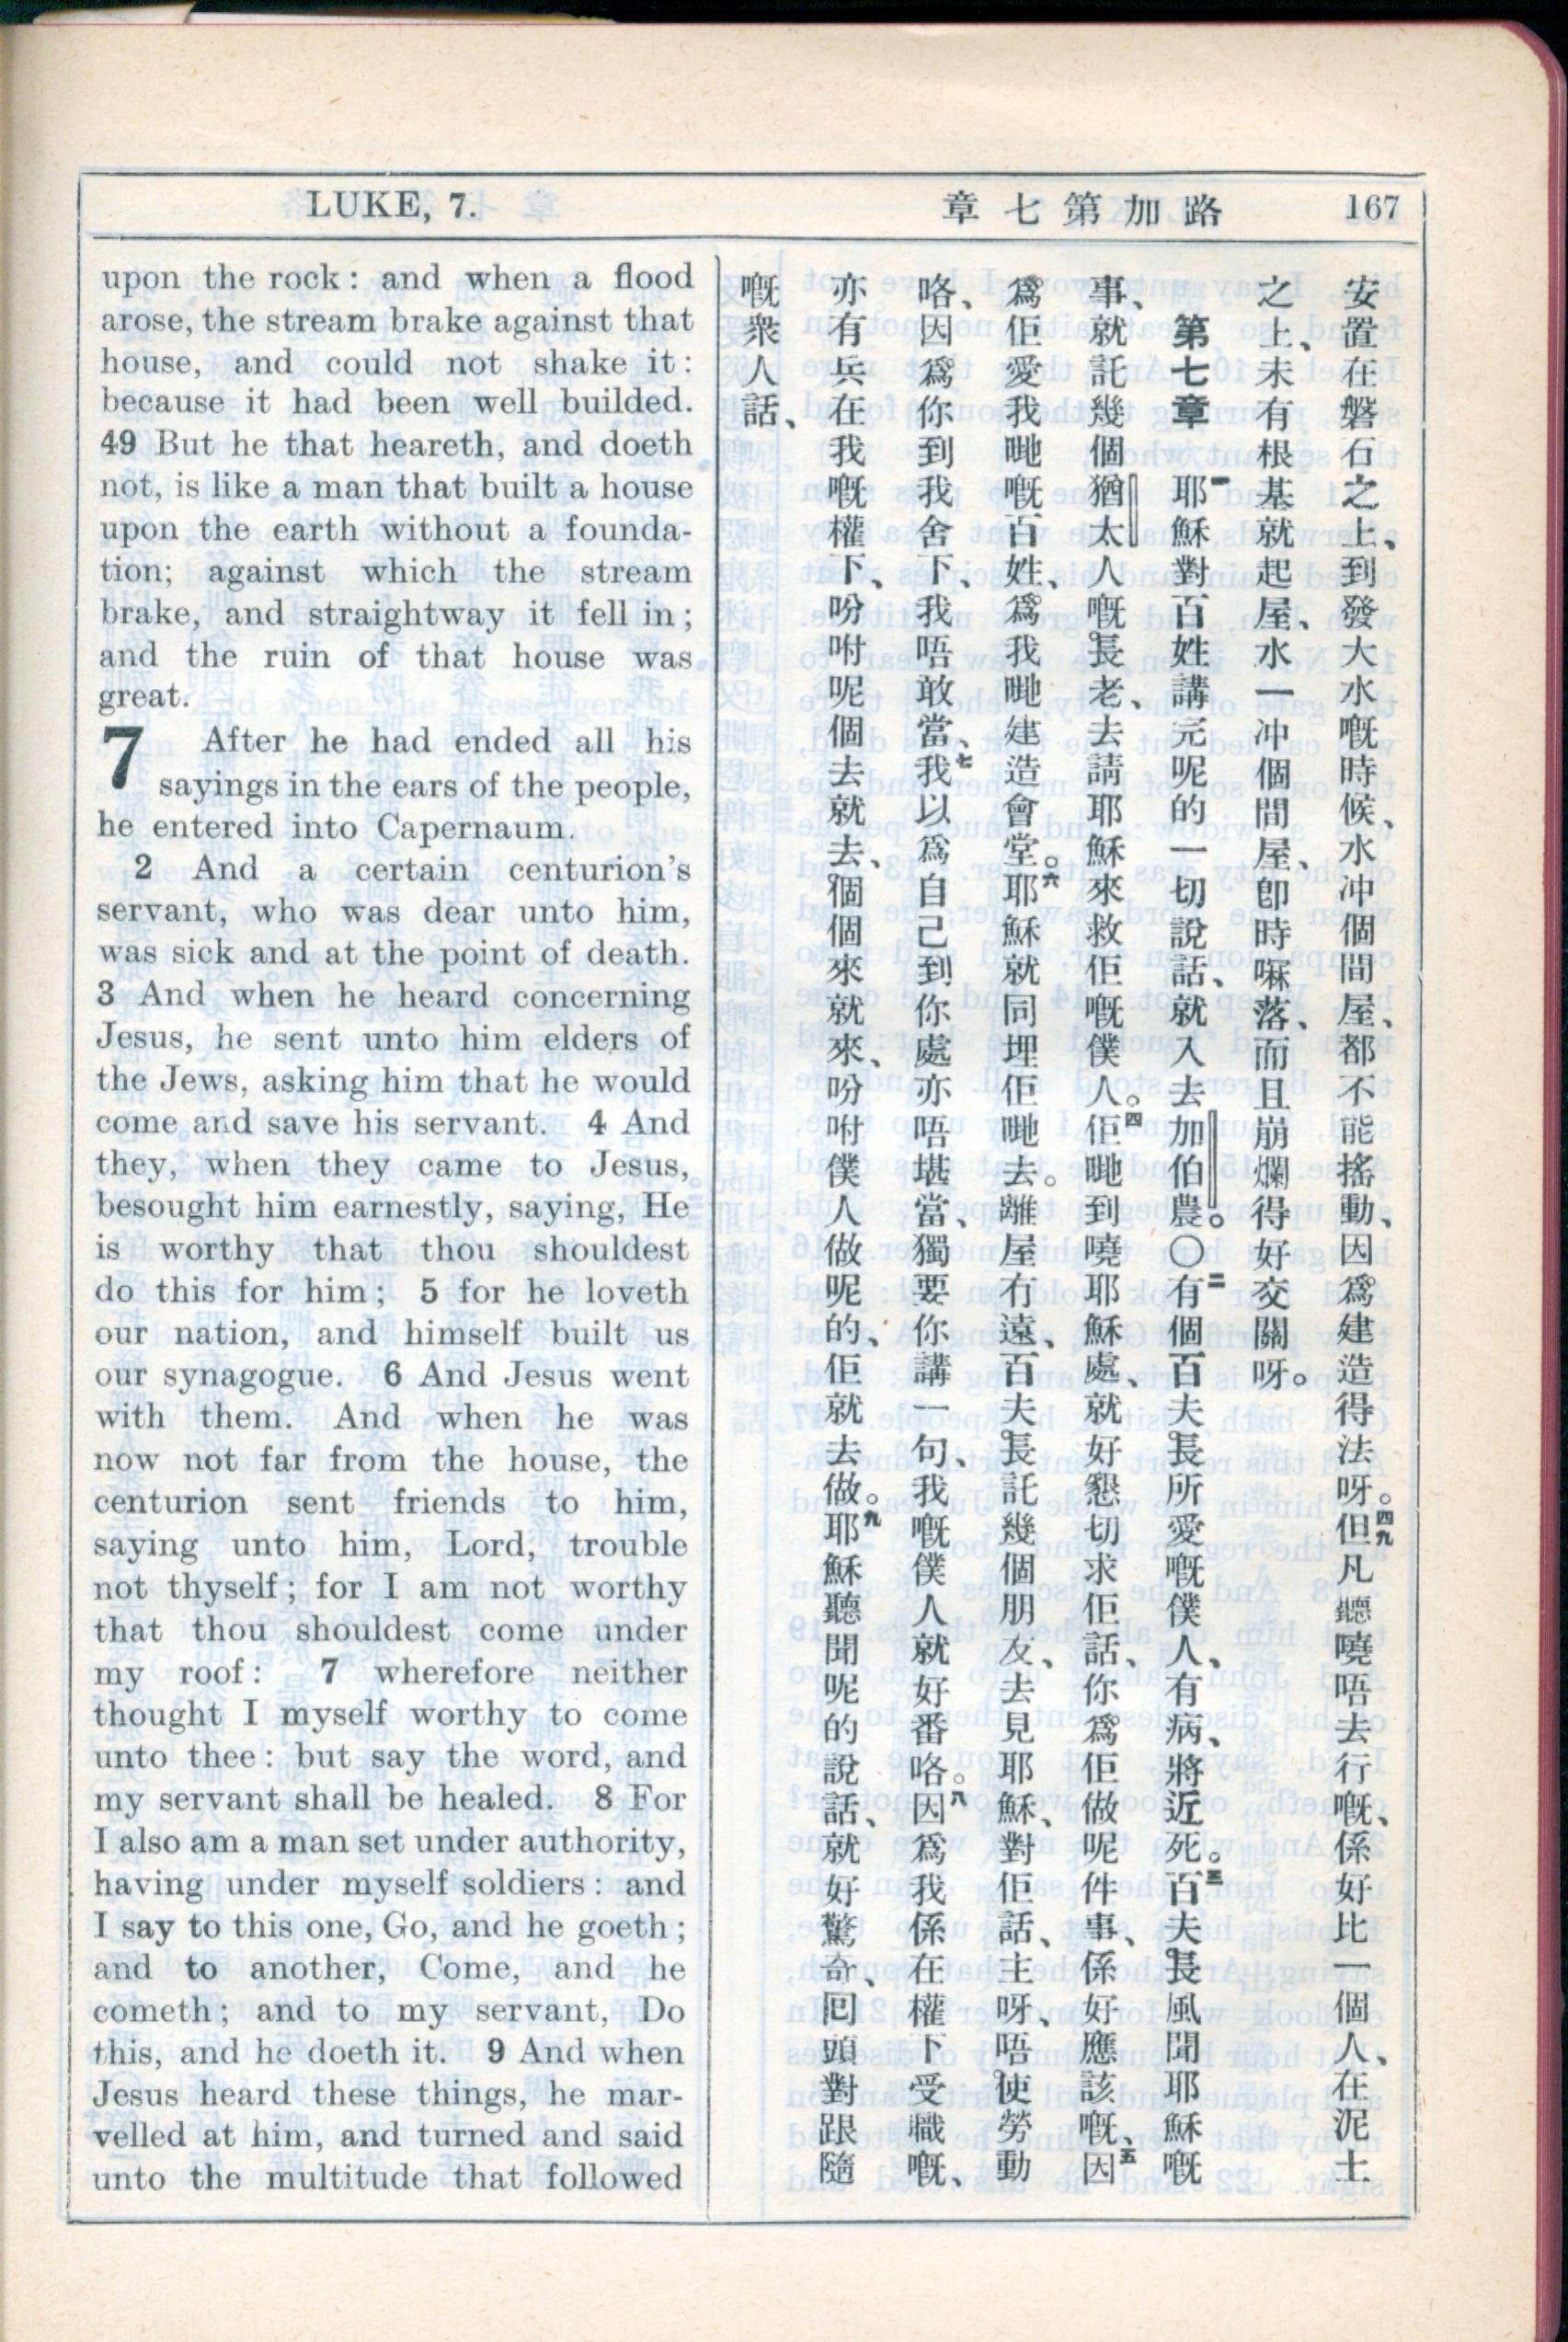 LUKE, 7.
章七第加路
167
upon the rock: and when a flood
arose, the stream brake against that
house, and could not shake it:
because it had been well builded.
49 But he that heareth, and doeth
not, is like a man that built a house
upon the earth without a founda-
tion; against which the stream
brake, and straightway it fell in;
and the ruin of that house was
great.
7 After he had ended all his
sayings in the ears of the people,
he entered into Capernaum.
2 And a certain centurion's
servant, who was dear unto him,
was sick and at the point of death.
3 And when he heard concerning
Jesus, he sent unto him elders of
the Jews, asking him that he would
come and save his servant. 4 And
they, when they came to Jesus,
besought him earnestly, saying, He
is worthy that thou shouldest
do this for him; 5 for he loveth
our nation, and himself built us
our synagogue. 6 And Jesus went
with them. And when he was
now not far from the house, the
centurion sent friends to him,
saying unto him, Lord, trouble
not thyself; for I am not worthy
that thou shouldest come under
my roof: 7 wherefore neither
thought I myself worthy to come
unto thee: but say the word, and
my servant shall be healed. 8 For
I also am a man set under authority,
having under myself soldiers: and
I say to this one, Go, and he goeth;
and to another, Come, and he
cometh; and to my servant, Do
this, and he doeth it. 9 And when
Jesus heard these things, he mar-
velled at him, and turned and said
unto the multitude that followed
安置在磐石之上、到發大水嘅時候、水冲個間屋、都不能搖動、因爲建造得法呀。四九但凡聽嘵唔去行嘅、係好比一個人、在泥土
之上、未有根基就起屋、水一冲個間屋、卽時嘛落、而且崩爛得好交關呀。
第七章 一耶穌對百姓講完呢的一切說話、就入去加伯農。〇二有個百夫長所愛嘅僕人、有病、將近死。三百夫長風聞耶穌嘅
事、就託幾個猶太人嘅長老、去請耶穌來救佢嘅僕人。四佢哋到嘵耶穌處、就好懇切求佢話、你爲佢做呢件事、係好應該嘅、五因
爲佢愛我哋嘅百姓、爲我哋建造會堂。六耶穌就同埋佢哋去。離屋冇遠、百夫長託幾個朋友、去見耶穌、對佢話、主呀、唔使勞動
咯、因爲你到我舍下、我唔敢當、七我以爲自己到你處亦唔堪當、獨要你講一句、我嘅僕人就好番咯。八因爲我係在權下受職嘅、
亦有兵在我嘅權下、吩咐呢個去就去、個個來就來、吩咐僕人做呢的、佢就去做。九耶穌聽聞呢的說話、就好驚奇、囘頭對跟隨
嘅衆人話、